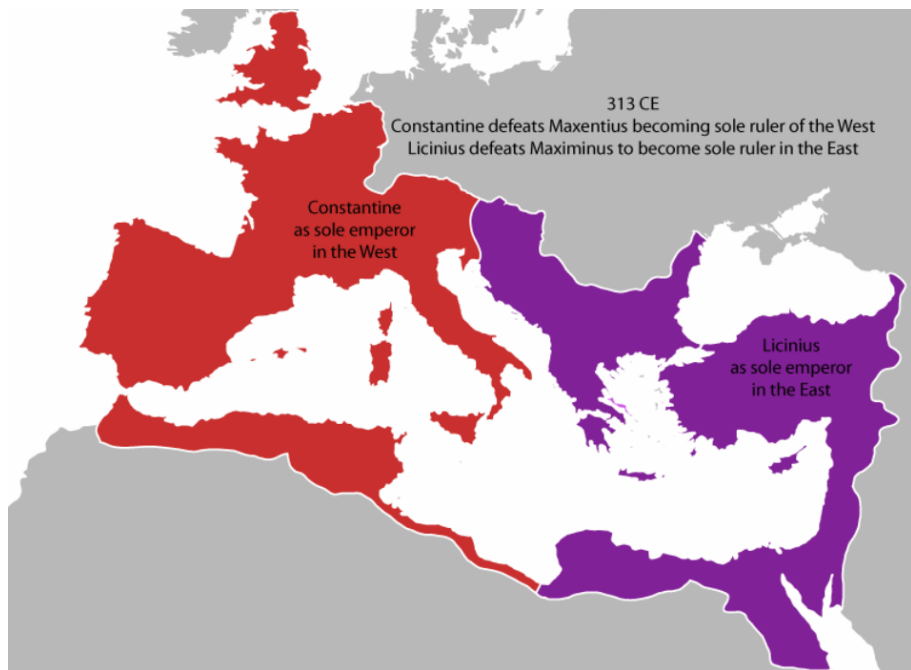 313 CE
Constantine defeats Maxentius becoming sole ruler of the West
Licinius defeats Maximinus to become sole ruler in the East
Constantine
as sole emperor
in the West
Licinius
as sole emperor
in the East